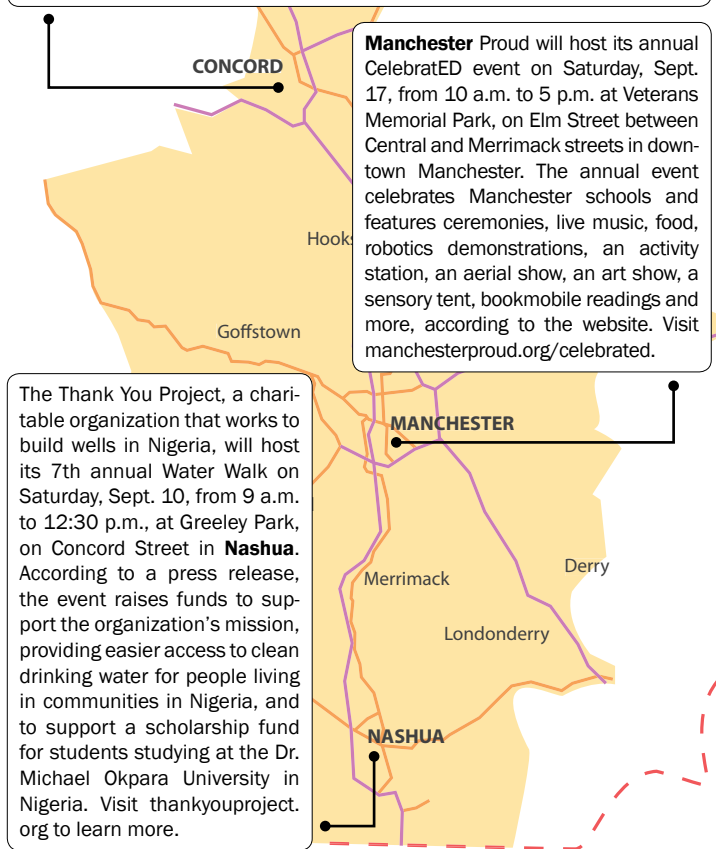 CONCORD
Manchester Proud will host its annual
CelebratED event on Saturday, Sept.
17, from 10 a.m. to 5 p.m. at Veterans
Memorial Park, on Elm Street between
Central and Merrimack streets in down-
town Manchester. The annual event
celebrates Manchester schools and
features ceremonies, live music, food,
robotics demonstrations, an activity
station, an aerial show, an art show, a
sensory tent, bookmobile readings and
more, according to the website. Visit
manchesterproud.org/celebrated.
Hooks
Goffstown
MANCHESTER
The Thank You Project, a chari-
table organization that works to
build wells in Nigeria, will host
its 7th annual Water Walk on
Saturday, Sept. 10, from 9 a.m.
to 12:30 p.m., at Greeley Park,
on Concord Street in Nashua.
According to a press release,
the event raises funds to sup-
port the organization’s mission,
providing easier access to clean
drinking water for people living
in communities in Nigeria, and
to support a scholarship fund
for students studying at the Dr.
Michael Okpara University in
Nigeria. Visit thankyouproject.
org to learn more.
Merrimack
Derry
Londonderry
NASHUA